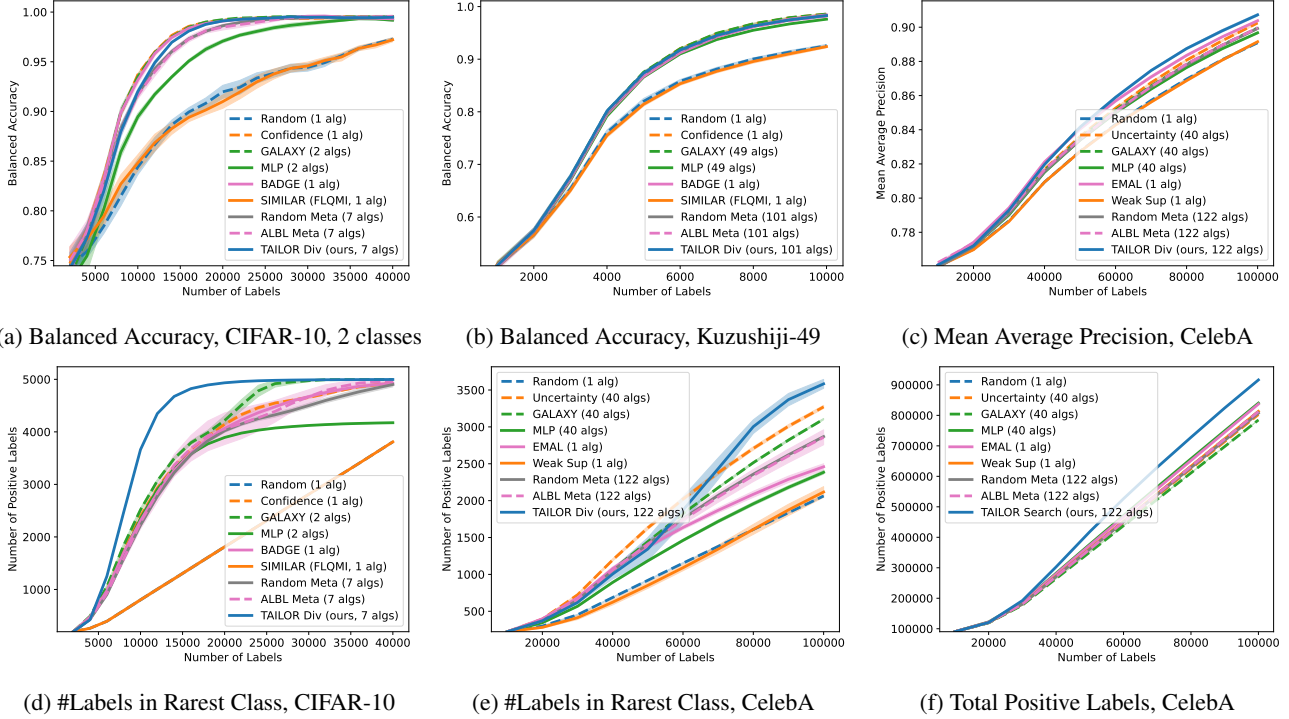 Balanced Accuracy
1.00
0.95
0.90
0.85
0.80
0.75
Random (1 alg)
Confidence (1 alg)
GALAXY (2 algs)
MLP (2 algs)
BADGE (1 alg)
SIMILAR (FLQMI, 1 alg)
Random Meta (7 algs)
ALBL Meta (7 algs)
TAILOR Div (ours, 7 algs)
5000 10000 15000 20000 25000 30000 35000 40000
Number of Labels
(a) Balanced Accuracy, CIFAR-10, 2 classes
Balanced Accuracy
1.0
0.9
0.8
0.7
0.6
Random (1 alg)
Confidence (1 alg)
GALAXY (49 algs)
MLP (49 algs)
BADGE (1 alg)
SIMILAR (FLQMI, 1 alg)
Random Meta (101 algs)
ALBL Meta (101 algs)
TAILOR Div (ours, 101 algs)
2000 4000 6000 8000 10000
Number of Labels
(b) Balanced Accuracy, Kuzushiji-49
Mean Average Precision
0.90
0.88
0.86
0.84
0.82
0.80
0.78
Random (1 alg)
Uncertainty (40 algs)
GALAXY (40 algs)
MLP (40 algs)
EMAL (1 alg)
Weak Sup (1 alg)
Random Meta (122 algs)
ALBL Meta (122 algs)
TAILOR Div (ours, 122 algs)
20000 40000 60000 80000 100000
Number of Labels
(c) Mean Average Precision, CelebA
Number of Positive Labels
5000
4000
3000
2000
1000
Random (1 alg)
Confidence (1 alg)
GALAXY (2 algs)
MLP (2 algs)
BADGE (1 alg)
SIMILAR (FLQMI, 1 alg)
Random Meta (7 algs)
ALBL Meta (7 algs)
TAILOR Div (ours, 7 algs)
5000 10000 15000 20000 25000 30000 35000 40000
Number of Labels
(d) #Labels in Rarest Class, CIFAR-10
Number of Positive Labels
3500
3000
2500
2000
1500
1000
500
Random (1 alg)
Uncertainty (40 algs)
GALAXY (40 algs)
MLP (40 algs)
EMAL (1 alg)
Weak Sup (1 alg)
Random Meta (122 algs)
ALBL Meta (122 algs)
TAILOR Div (ours, 122 algs)
20000 40000 60000 80000 100000
Number of Labels
(e) #Labels in Rarest Class, CelebA
Number of Positive Labels
900000
800000
700000
600000
500000
400000
300000
200000
100000
Random (1 alg)
Uncertainty (40 algs)
GALAXY (40 algs)
MLP (40 algs)
EMAL (1 alg)
Weak Sup (1 alg)
Random Meta (122 algs)
ALBL Meta (122 algs)
TAILOR Search (ours, 122 algs)
20000 40000 60000 80000 100000
Number of Labels
(f) Total Positive Labels, CelebA